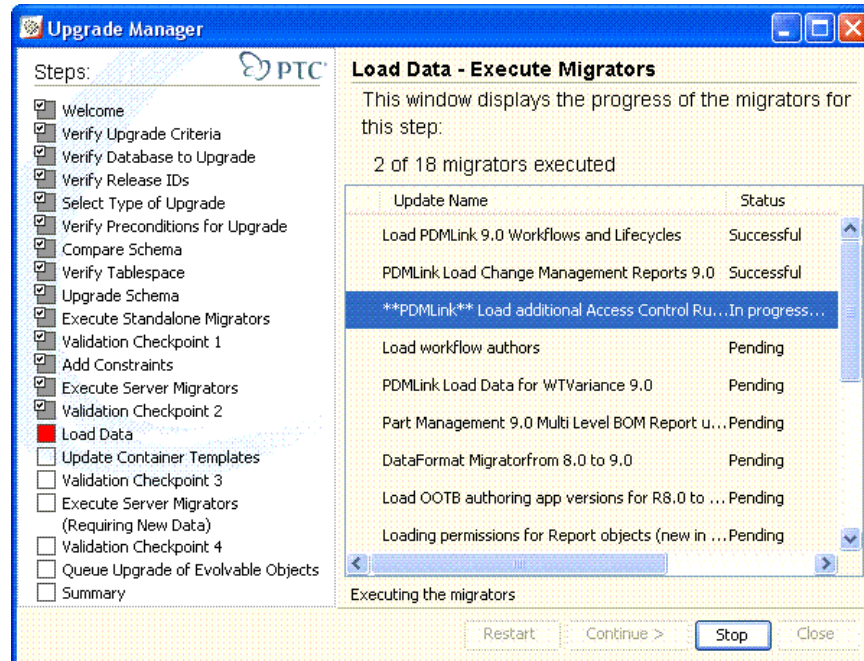 Upgrade Manager
Steps:
PTC
Welcome
Verify Upgrade Criteria
Verify Database to Upgrade
Verify Release IDs
Select Type of Upgrade
Verify Preconditions for Upgrade
Compare Schema
Verify Tablespace
Upgrade Schema
Execute Standalone Migrators
Validation Checkpoint 1
Add Constraints
Execute Server Migrators
Validation Checkpoint 2
Load Data
Update Container Templates
Validation Checkpoint 3
Execute Server Migrators
(Requiring New Data)
Validation Checkpoint 4
Queue Upgrade of Evolvable Objects
Summary
Load Data - Execute Migrators
This window displays the progress of the migrators for
this step:
2 of 18 migrators executed
Update Name Status
Load PDMLink 9.0 Workflows and Lifecycles Successful
PDMLink Load Change Management Reports 9.0 Successful
**PDMLink** Load additional Access Control Ru... In progress...
Load workflow authors Pending
PDMLink Load Data for WTVariance 9.0 Pending
Part Management 9.0 Multi Level BOM Report u... Pending
DataFormat Migratorfrom 8.0 to 9.0 Pending
Load OOTB authoring app versions for R8.0 to ... Pending
Loading permissions for Report objects (new in ... Pending
Executing the migrators
Restart Continue > Stop Close